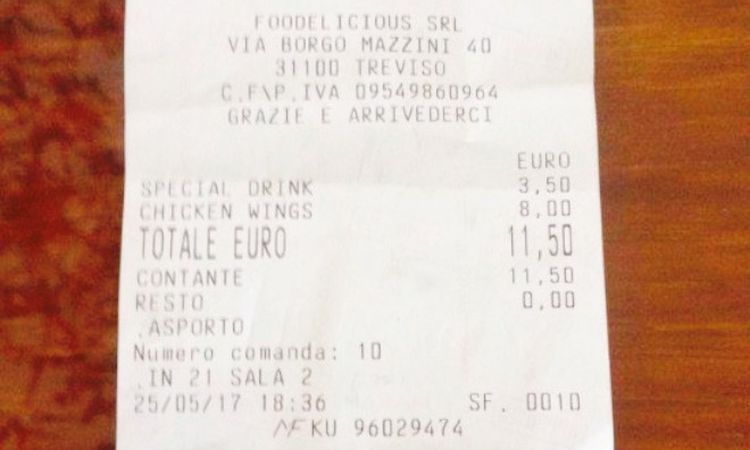 FOODELICIOUS SRL
VIA BORGO MAZZINI 40
31100 TREVISO
C.F\P.IVA 09549860964
GRAZIE E ARRIVEDERCI
EURO
SPECIAL DRINK 3,50
CHICKEN WINGS 8,00
TOTALE EURO 11,50
CONTANTE 11,50
RESTO 0,00
.ASPORTO
Numero comanda: 10
.IN 21 SALA 2
25/05/17 18:36 SF. 0010
MF KU 96029474